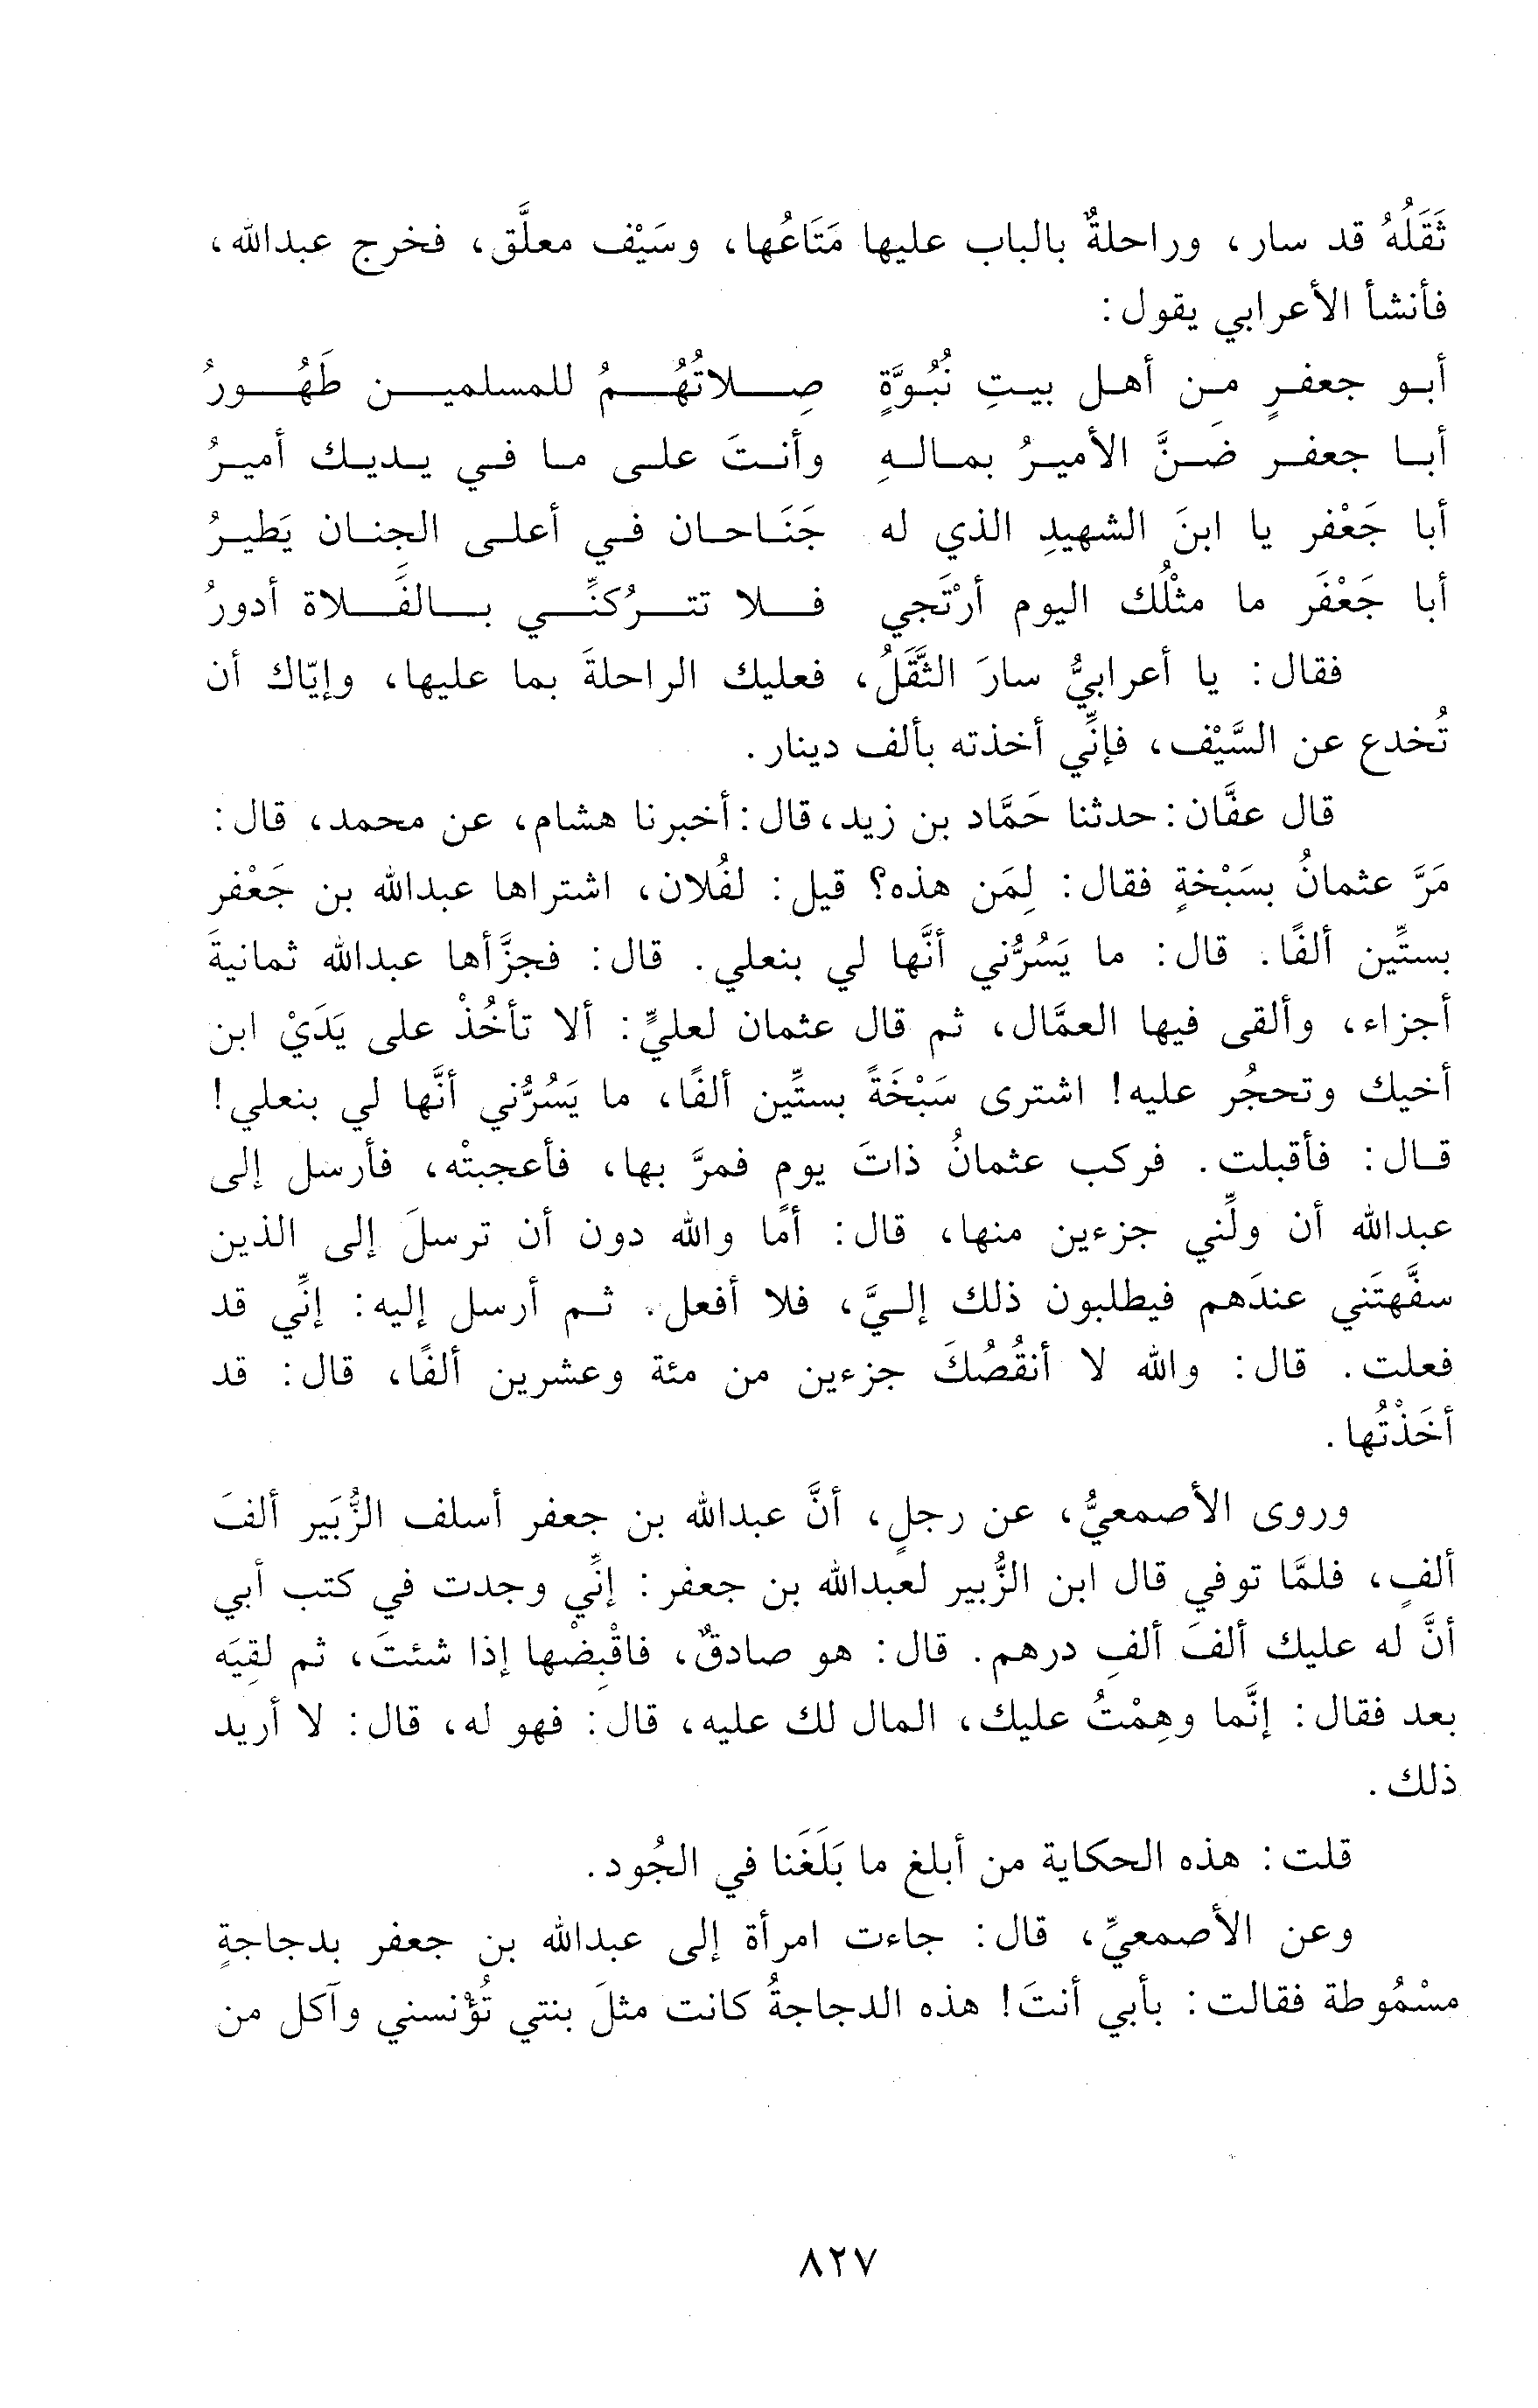 ثَقَلُهُ قد سار، وراحلةٌ بالباب عليها مَتَاعُها، وسَيْف معلَّق، فخرج عبدالله،
فأنشأ الأعرابي يقول:
أبو جعفرٍ مِن أهل بيتِ نُبُوَّةٍ صِلاتُهُمُ للمسلمين طَهُورُ
أبا جعفر ضَنَّ الأميرُ بمالهِ وأنتَ على ما في يديك أميرُ
أبا جَعْفر يا ابنَ الشهيدِ الذي له جَنَاحان في أعلى الجِنان يَطيرُ
أبا جَعْفَر ما مثْلُك اليوم أرْتَجي فلا تتركنِّي بالفَلاة أدورُ
فقال: يا أعرابيُّ سارَ الثَّقَلُ، فعليك الراحلةَ بما عليها، وإيّاك أن
تُخدع عن السَّيْف، فإنِّي أخذته بألف دينار.
قال عفَّان: حدثنا حَمَّاد بن زيد، قال: أخبرنا هشام، عن محمد، قال:
مَرَّ عثمانُ بسَبْخةٍ فقال: لِمَن هذه؟ قيل: لفُلان، اشتراها عبدالله بن جَعْفر
بستِّين ألفًا. قال: ما يَسُرُّني أنَّها لي بنعلي. قال: فجزَّأها عبدالله ثمانيةَ
أجزاء، وألقى فيها العمَّال، ثم قال عثمان لعليٍّ: ألا تأخُذْ على يَدَيْ ابن
أخيك وتحجُر عليه! اشترى سَبْخَةً بستِّين ألفًا، ما يَسُرُّني أنَّها لي بنعلي!
قال: فأقبلت. فركب عثمانُ ذاتَ يوم فمرَّ بها، فأعجبتْه، فأرسل إلى
عبدالله أن ولِّني جزءين منها، قال: أمًا والله دون أن ترسلَ إلى الذين
سفَّهتَني عندَهم فيطلبون ذلك إليَّ، فلا أفعل. ثم أرسل إليه: إنِّي قد
فعلت. قال: والله لا أنقُصُكَ جزءين من مئة وعشرين ألفًا، قال: قد
أخَذْتُها.
وروى الأصمعيُّ، عن رجلٍ، أنَّ عبدالله بن جعفر أسلف الزُّبَير ألفَ
ألفٍ، فلمَّا توفي قال ابن الزُّبير لعبدالله بن جعفر: إنِّي وجدت في كتب أبي
أنَّ له عليك ألفَ ألفِ درهم. قال: هو صادقٌ، فاقْبِضْها إذا شئتَ، ثم لقِيَه
بعد فقال: إنَّما وهِمْتُ عليك، المال لك عليه، قال: فهو له، قال: لا أريد
ذلك.
قلت: هذه الحكاية من أبلغ ما بَلَغَنا في الجُود.
وعن الأصمعيِّ، قال: جاءت امرأة إلى عبدالله بن جعفر بدجاجةٍ
مسْمُوطة فقالت: بأبي أنتَ! هذه الدجاجةُ كانت مثلَ بنتي تُؤْنسني وآكل من
٨٢٧